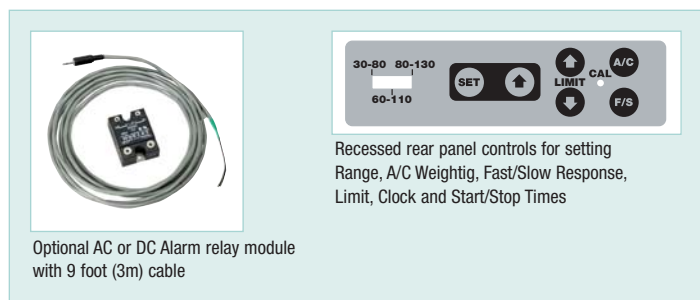 30-80 80-130
60-110
SET
LIMIT
CAL
A/C
F/S
Recessed rear panel controls for setting
Range, A/C Weightig, Fast/Slow Response,
Limit, Clock and Start/Stop Times
Optional AC or DC Alarm relay module
with 9 foot (3m) cable